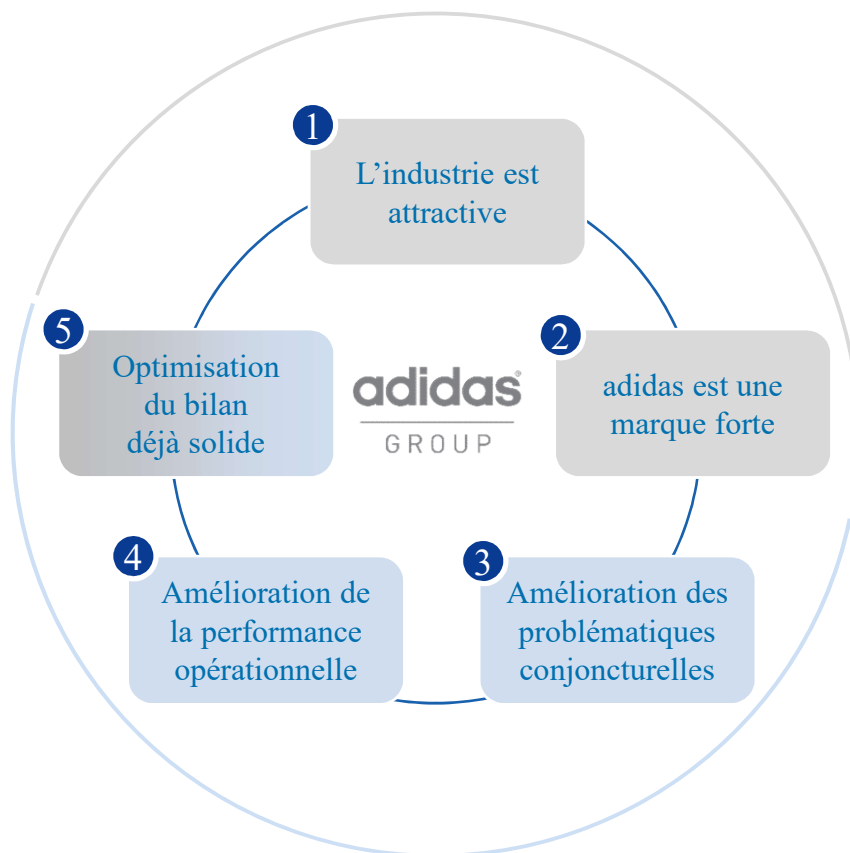 1
L’industrie est
attractive
2
adidas est une
marque forte
3
Amélioration des
problématiques
conjoncturelles
4
Amélioration de
la performance
opérationnelle
5
Optimisation
du bilan
déjà solide
adidas®
GROUP